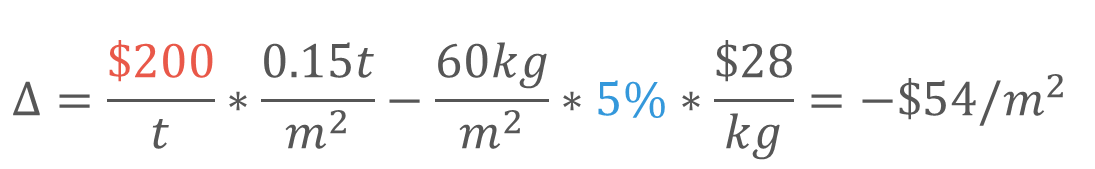 Δ = $200/t * 0.15t/m² − 60kg/m² * 5% * $28/kg = −$54/m²